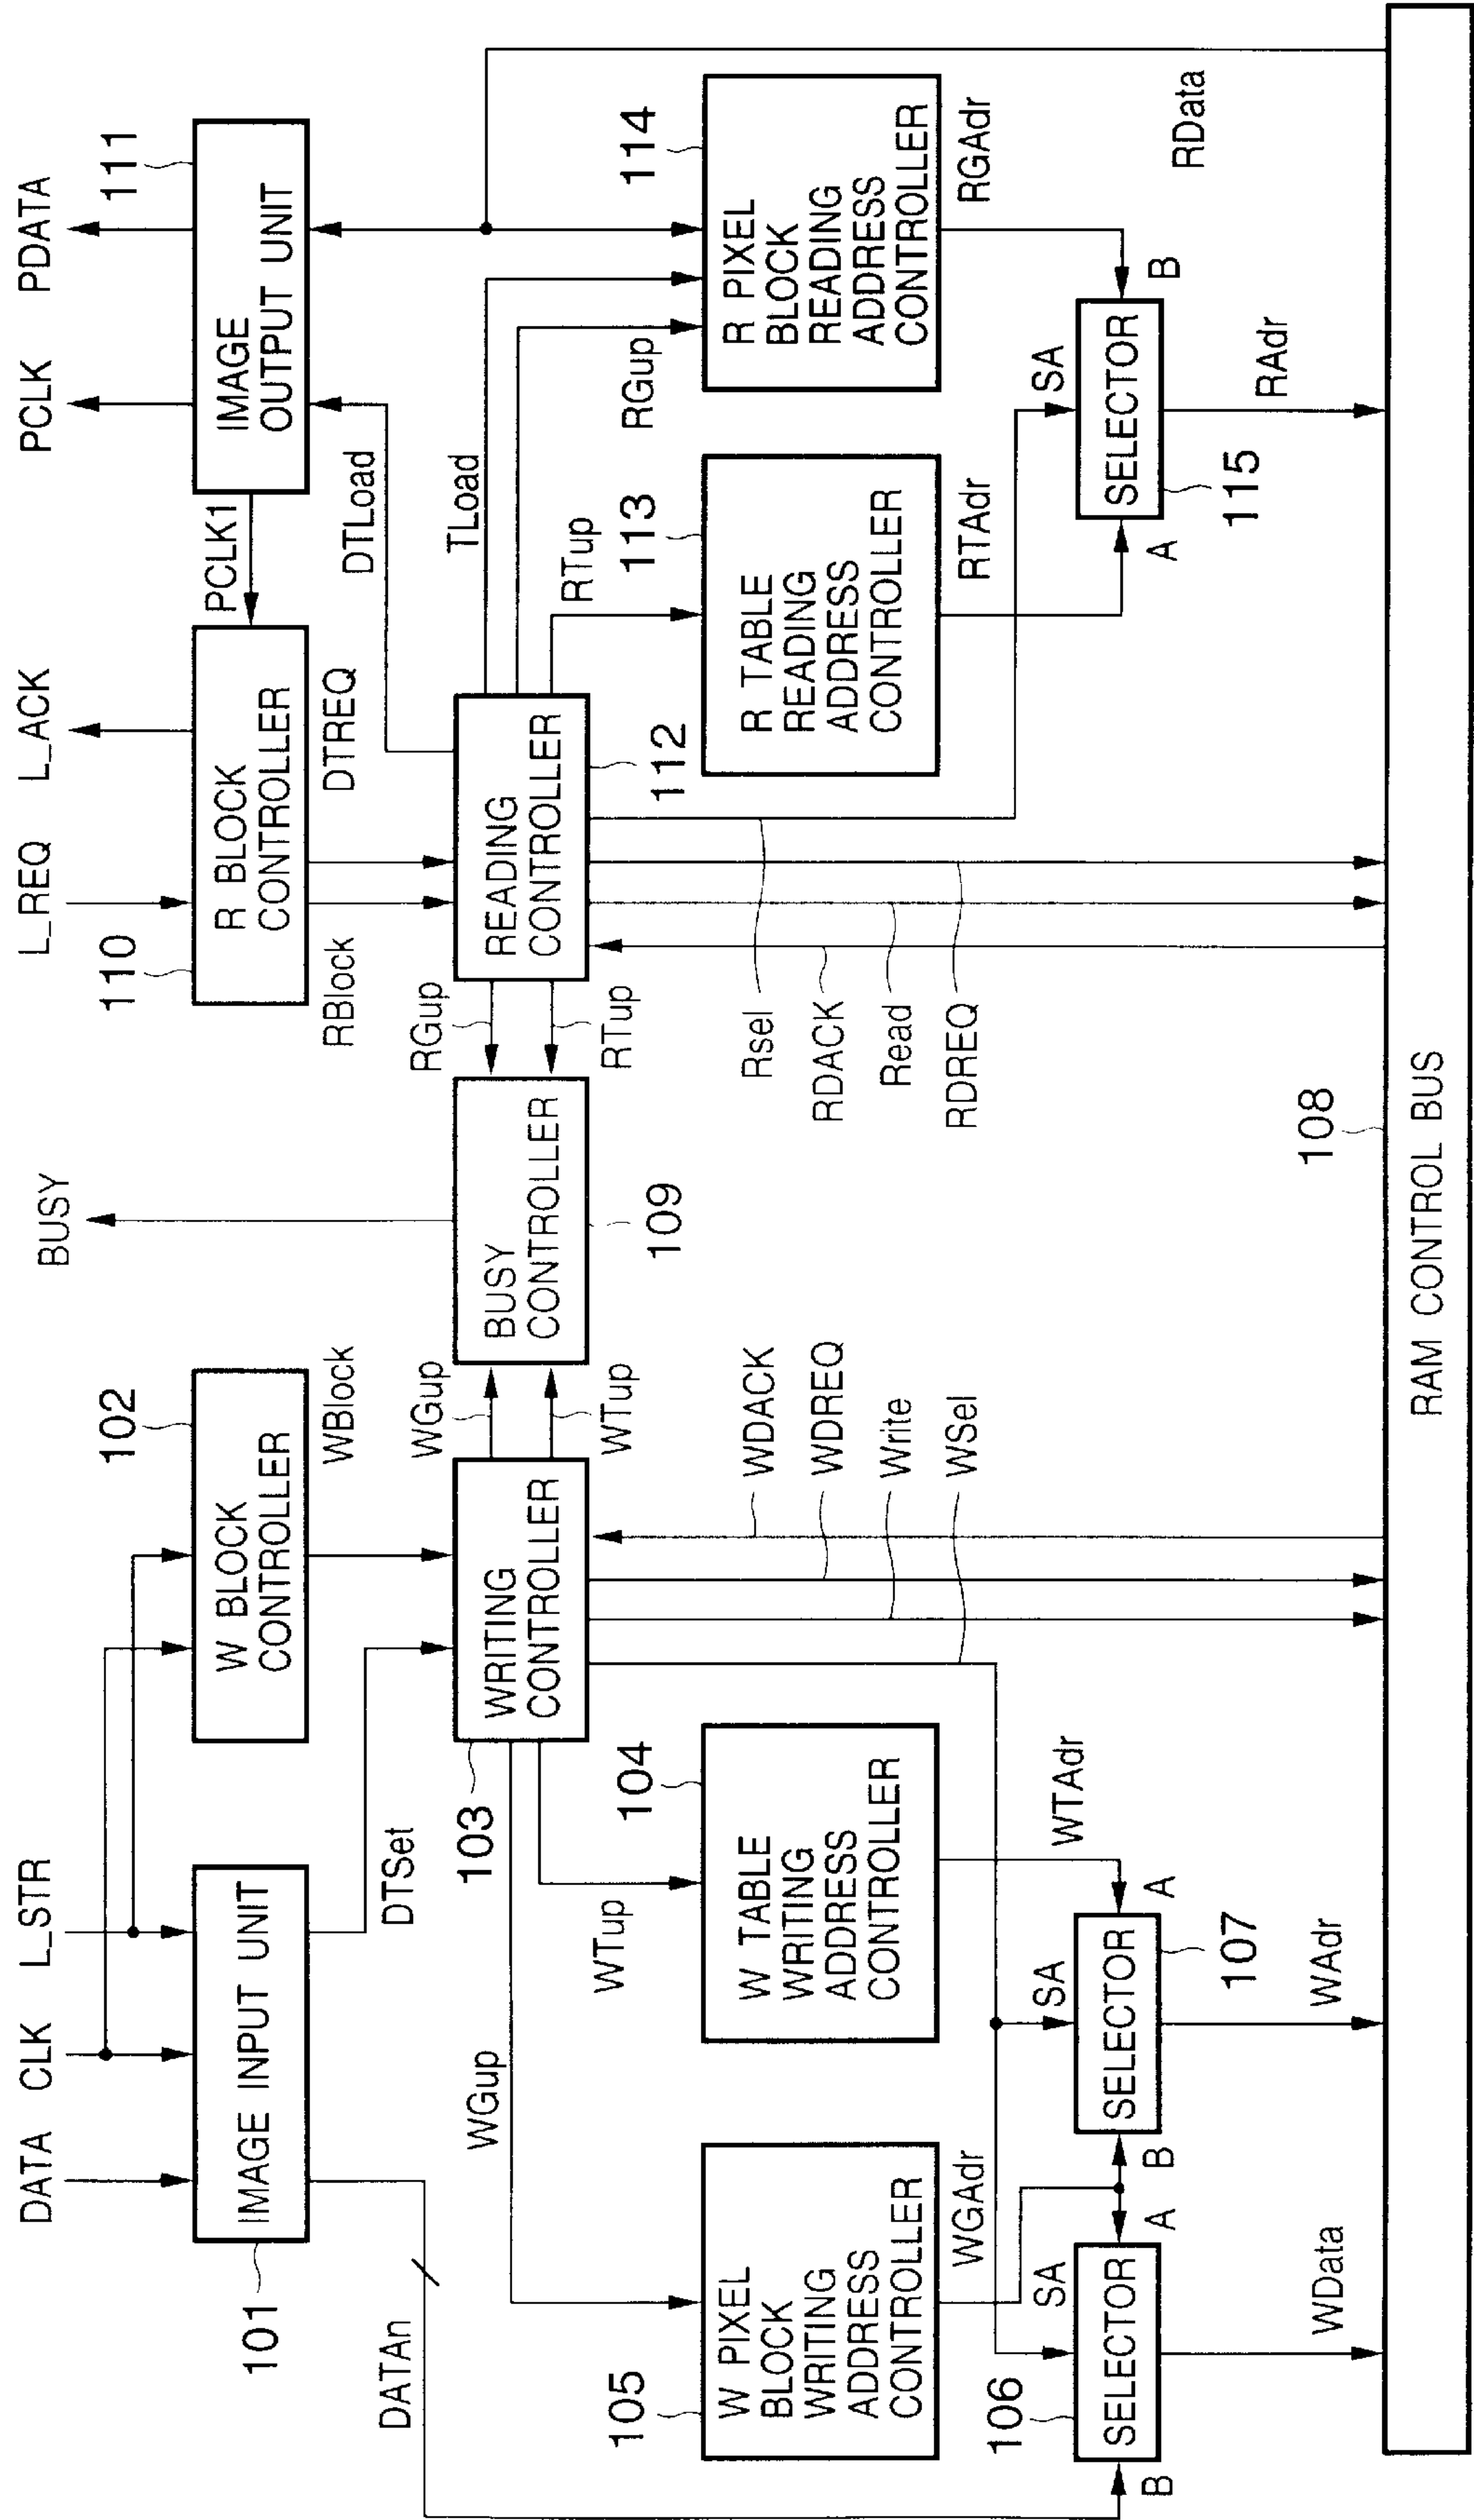 DATA
CLK
L_STR
BUSY
L_REQ
L_ACK
PCLK
PDATA
101
IMAGE INPUT UNIT
102
W BLOCK
CONTROLLER
110
R BLOCK
CONTROLLER
PCLK1
111
IMAGE
OUTPUT UNIT
DATAn
DTSet
WBlock
RBlock
DTREQ
DTLoad
WGup
103
WRITING
CONTROLLER
WGup
WTup
BUSY
CONTROLLER
109
RGup
RTup
READING
CONTROLLER
112
TLoad
RGup
RTup
WTup
105
W PIXEL
BLOCK
WRITING
ADDRESS
CONTROLLER
104
W TABLE
WRITING
ADDRESS
CONTROLLER
113
R TABLE
READING
ADDRESS
CONTROLLER
114
R PIXEL
BLOCK
READING
ADDRESS
CONTROLLER
WDACK
WDREQ
Write
WSel
Rsel
RDACK
Read
RDREQ
WGAdr
WTAdr
RTAdr
RGAdr
106
SA
SELECTOR
B
A
SA
SELECTOR
B
A
107
SA
SELECTOR
A
B
115
WData
WAdr
RAdr
RData
108
RAM CONTROL BUS